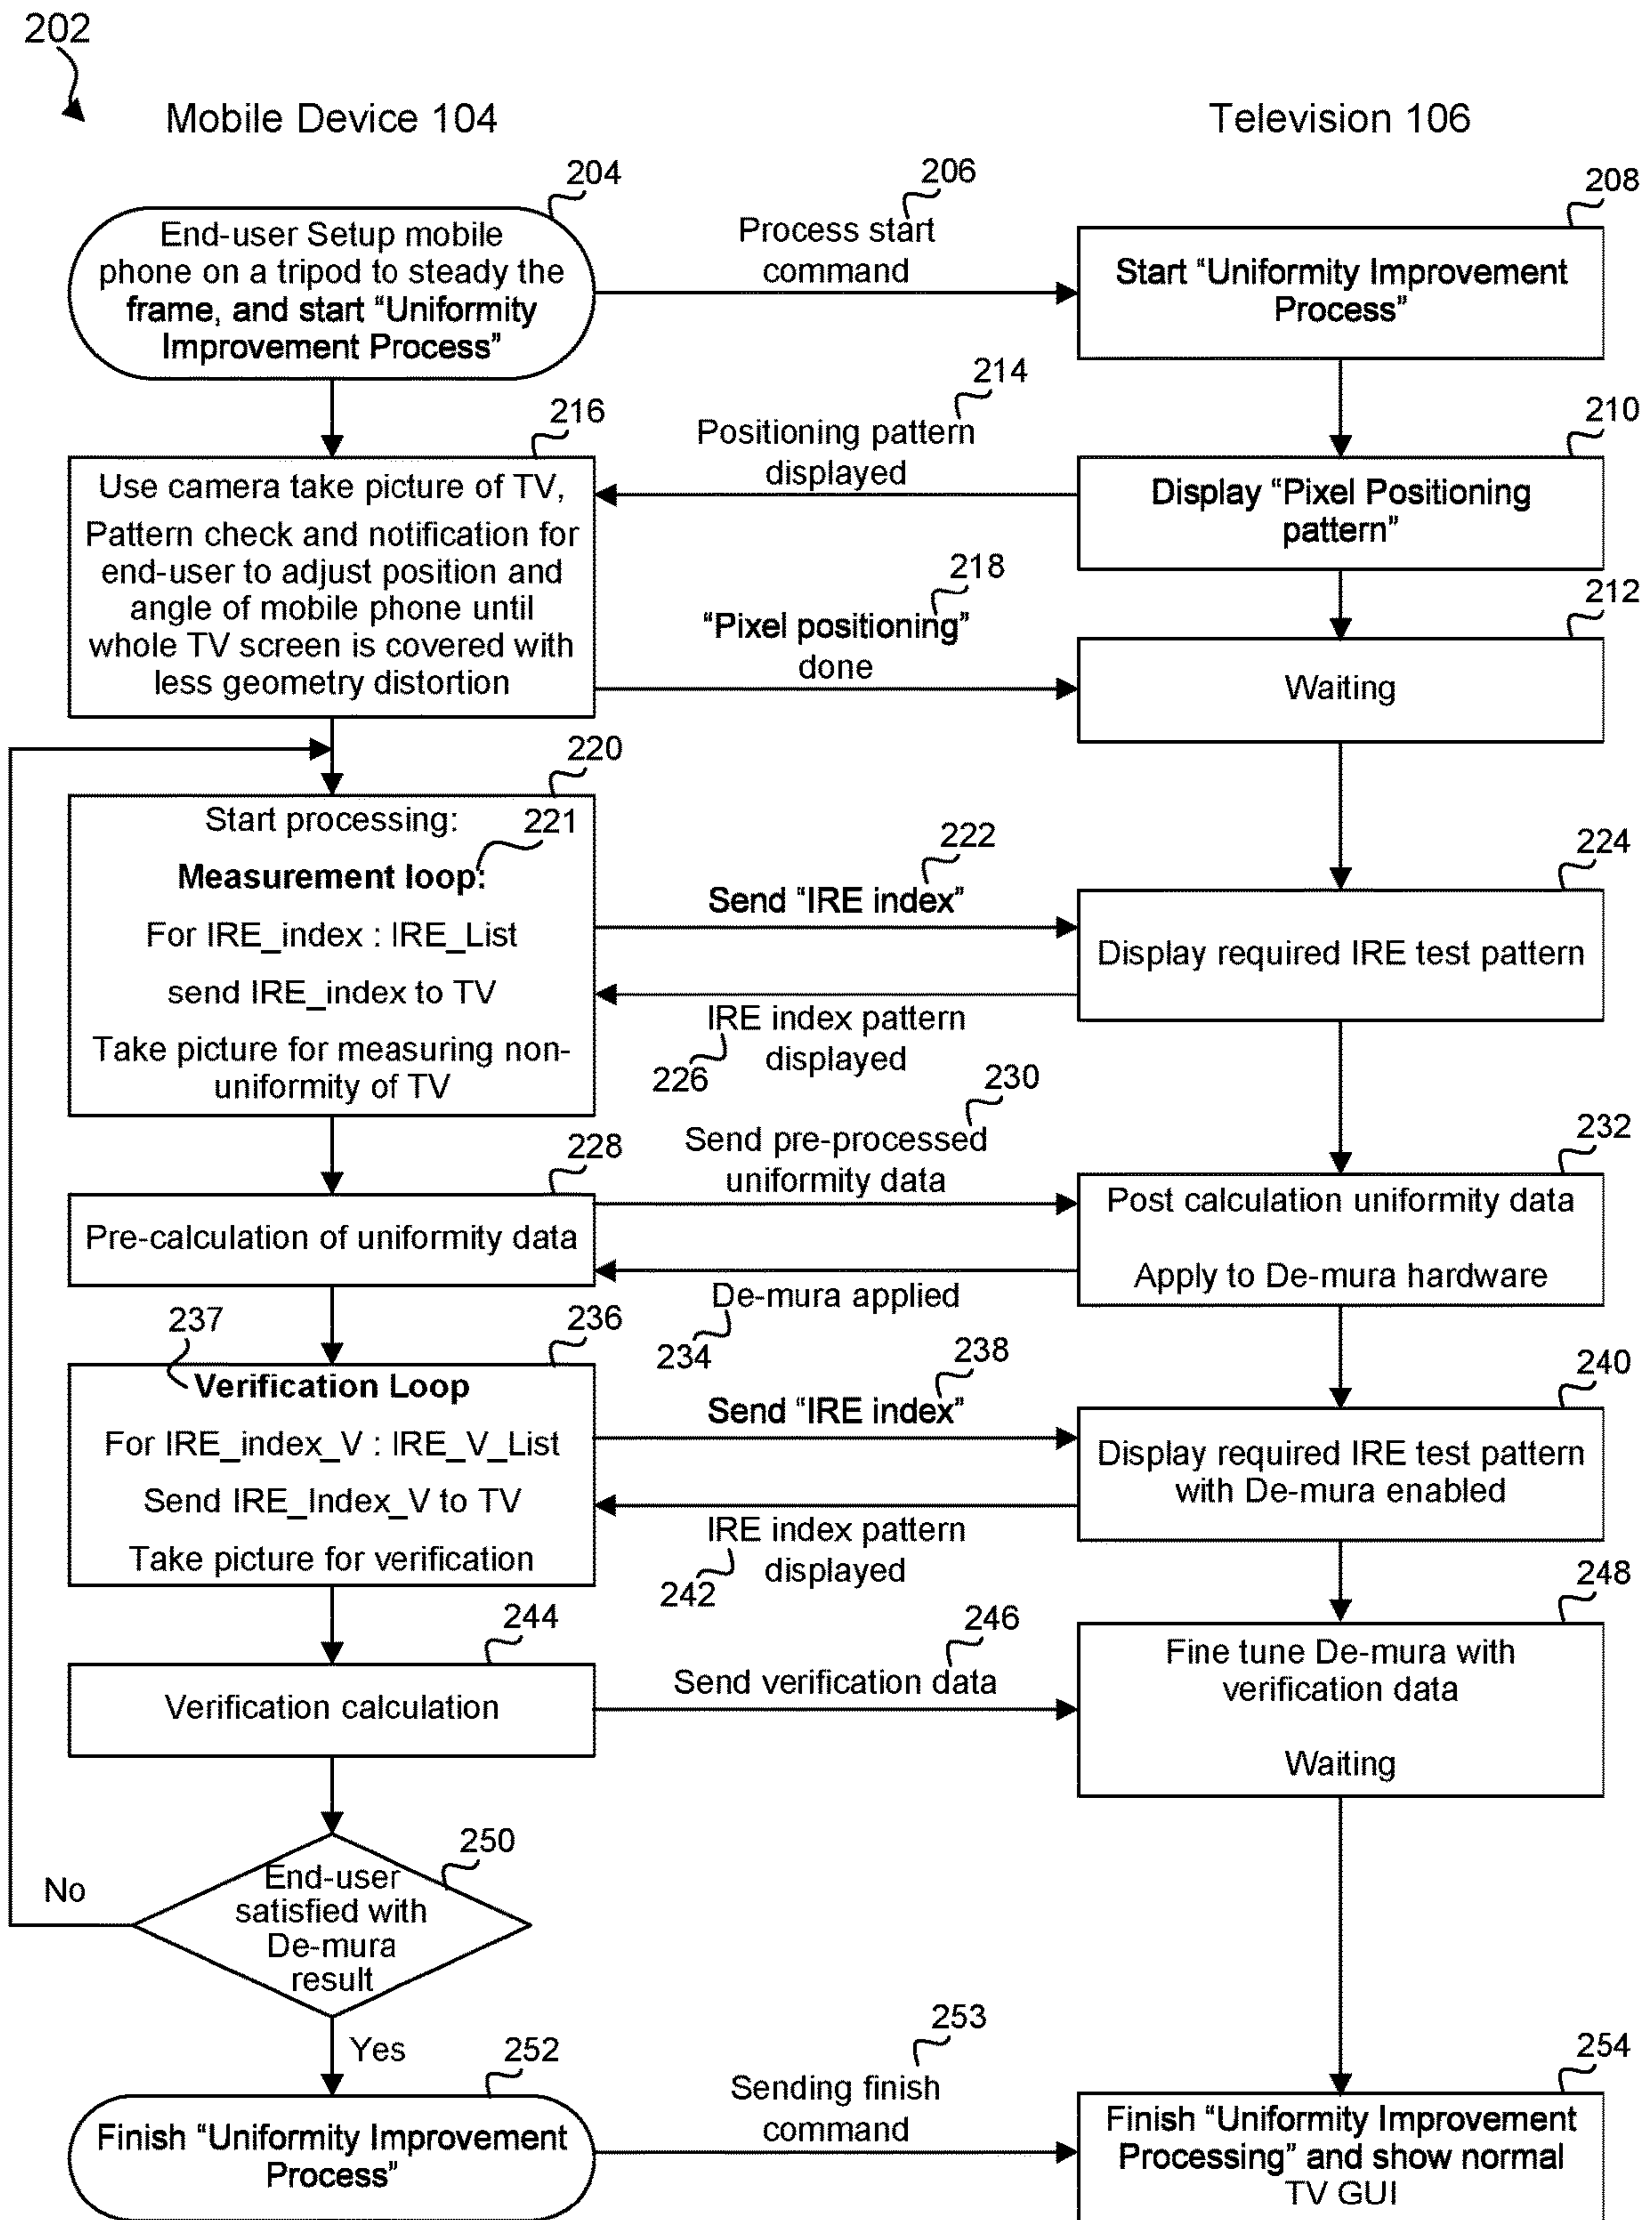 202
Mobile Device 104
Television 106
204
End-user Setup mobile
phone on a tripod to steady the
frame, and start “Uniformity
Improvement Process”
206
Process start
command
208
Start “Uniformity Improvement
Process”
214
Positioning pattern
displayed
210
Display “Pixel Positioning
pattern”
216
Use camera take picture of TV,
Pattern check and notification for
end-user to adjust position and
angle of mobile phone until
whole TV screen is covered with
less geometry distortion
218
“Pixel positioning”
done
212
Waiting
220
Start processing:
221
Measurement loop:
For IRE_index : IRE_List
send IRE_index to TV
Take picture for measuring non-
uniformity of TV
222
Send “IRE index”
224
Display required IRE test pattern
IRE index pattern
displayed
226
228
Pre-calculation of uniformity data
230
Send pre-processed
uniformity data
232
Post calculation uniformity data
Apply to De-mura hardware
De-mura applied
234
237
236
Verification Loop
For IRE_index_V : IRE_V_List
Send IRE_Index_V to TV
Take picture for verification
238
Send “IRE index”
240
Display required IRE test pattern
with De-mura enabled
IRE index pattern
displayed
242
244
Verification calculation
246
Send verification data
248
Fine tune De-mura with
verification data
Waiting
250
End-user
satisfied with
De-mura
result
No
Yes
252
Finish “Uniformity Improvement
Process”
253
Sending finish
command
254
Finish “Uniformity Improvement
Processing” and show normal
TV GUI